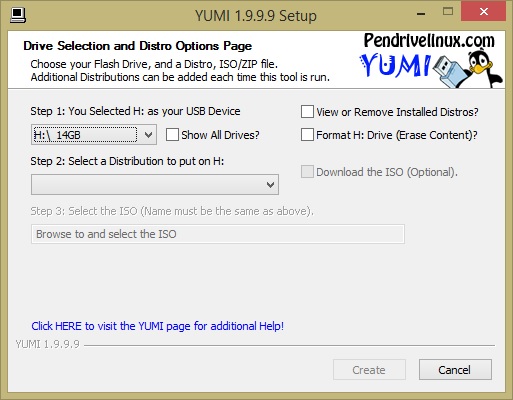 YUMI 1.9.9.9 Setup
Drive Selection and Distro Options Page
Choose your Flash Drive, and a Distro, ISO/ZIP file.
Additional Distributions can be added each time this tool is run.
Pendrivelinux.com
YUMI
Step 1: You Selected H: as your USB Device
View or Remove Installed Distros?
H:\ 14GB
Show All Drives?
Format H: Drive (Erase Content)?
Step 2: Select a Distribution to put on H:
Download the ISO (Optional).
Step 3: Select the ISO (Name must be the same as above).
Browse to and select the ISO
Click HERE to visit the YUMI page for additional Help!
YUMI 1.9.9.9
Create
Cancel